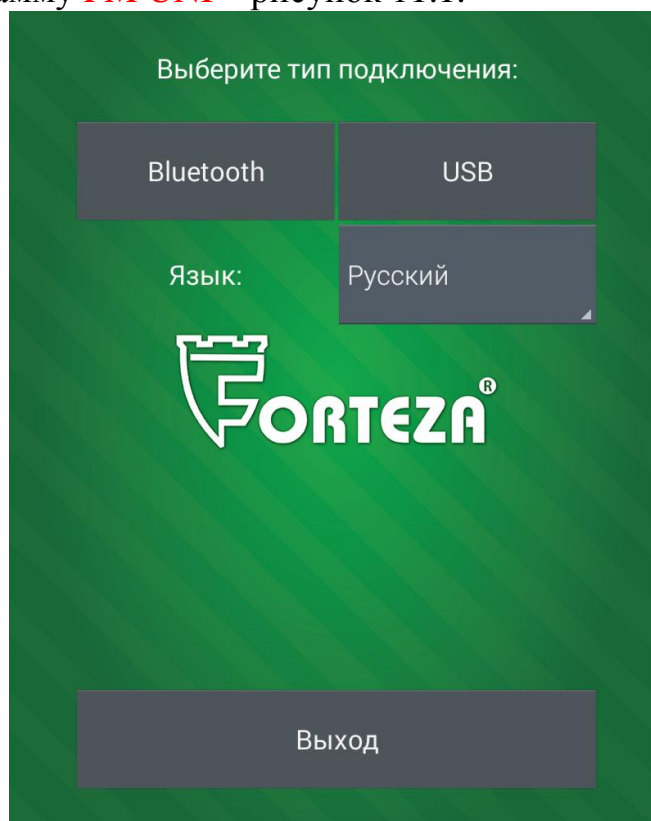 Выберите тип подключения:
Bluetooth USB
Язык: Русский
FORTEZA®
Выход